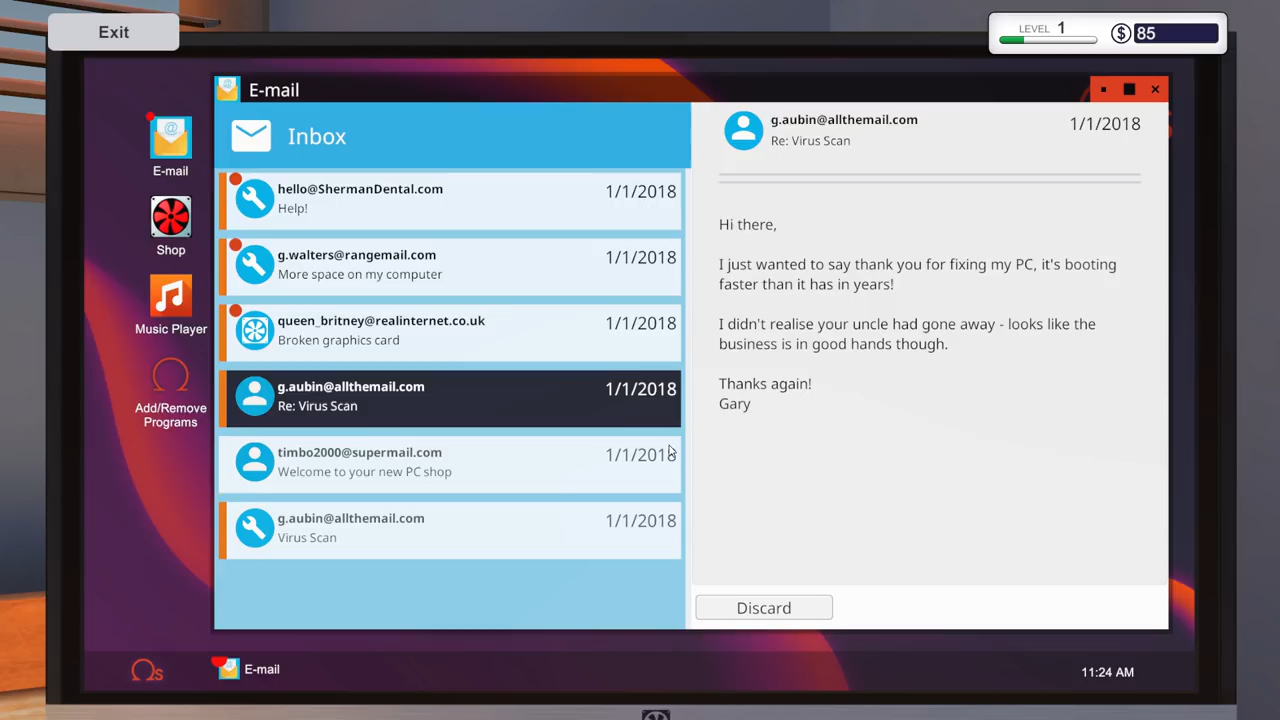 Exit
LEVEL 1
$ 85
E-mail
E-mail
Shop
Music Player
Add/Remove
Programs
Inbox
hello@ShermanDental.com
1/1/2018
Help!
g.walters@rangemail.com
1/1/2018
More space on my computer
queen_britney@realinternet.co.uk
1/1/2018
Broken graphics card
g.aubin@allthemail.com
1/1/2018
Re: Virus Scan
timbo2000@supermail.com
1/1/2018
Welcome to your new PC shop
g.aubin@allthemail.com
1/1/2018
Virus Scan
g.aubin@allthemail.com
1/1/2018
Re: Virus Scan
Hi there,
I just wanted to say thank you for fixing my PC, it's booting
faster than it has in years!
I didn't realise your uncle had gone away - looks like the
business is in good hands though.
Thanks again!
Gary
Discard
Ωs
E-mail
11:24 AM